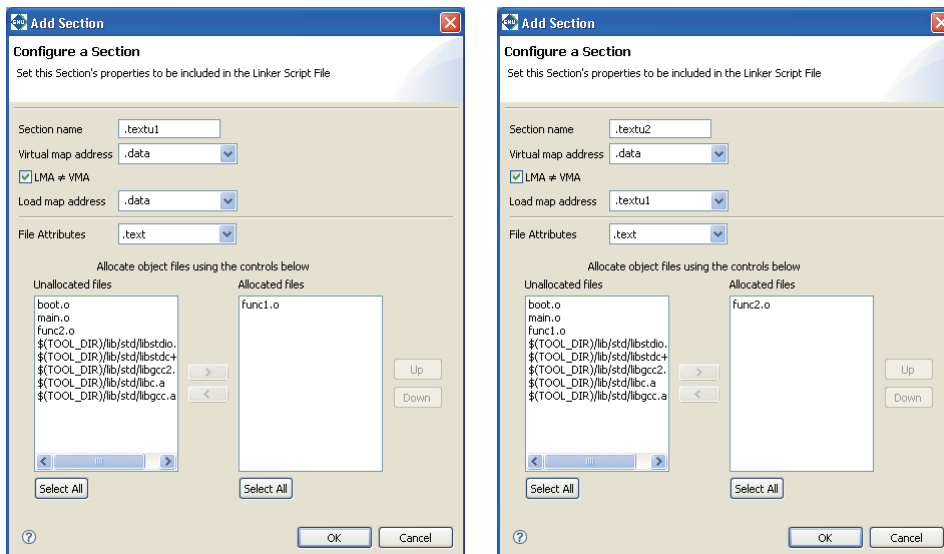 GNU Add Section
Configure a Section
Set this Section's properties to be included in the Linker Script File
Section name .textu1
Virtual map address .data
LMA ≠ VMA
Load map address .data
File Attributes .text
Allocate object files using the controls below
Unallocated files Allocated files
boot.o func1.o
main.o
func2.o
$(TOOL_DIR)/lib/std/libstdio.
$(TOOL_DIR)/lib/std/libstdc+
$(TOOL_DIR)/lib/std/libgcc2.
$(TOOL_DIR)/lib/std/libc.a
$(TOOL_DIR)/lib/std/libgcc.a
>
<
Up
Down
Select All Select All
? OK Cancel
GNU Add Section
Configure a Section
Set this Section's properties to be included in the Linker Script File
Section name .textu2
Virtual map address .data
LMA ≠ VMA
Load map address .textu1
File Attributes .text
Allocate object files using the controls below
Unallocated files Allocated files
boot.o func2.o
main.o
func1.o
$(TOOL_DIR)/lib/std/libstdio.
$(TOOL_DIR)/lib/std/libstdc+
$(TOOL_DIR)/lib/std/libgcc2.
$(TOOL_DIR)/lib/std/libc.a
$(TOOL_DIR)/lib/std/libgcc.a
>
<
Up
Down
Select All Select All
? OK Cancel